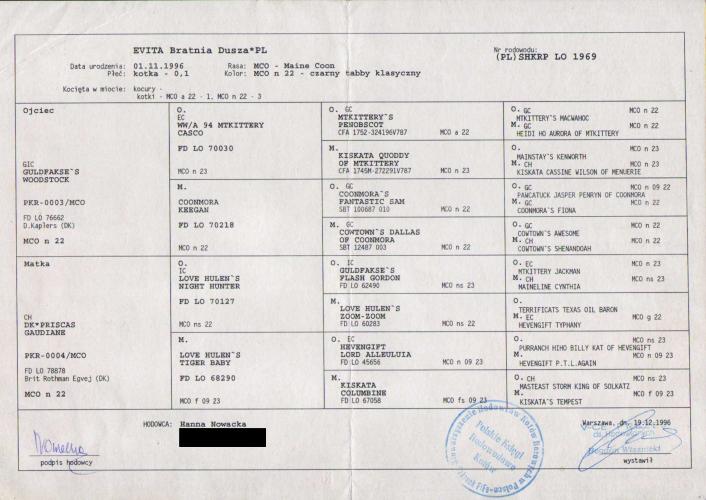 EVITA Bratnia Dusza*PL
Nr rodowodu:
(PL)SHKRP LO 1969
Data urodzenia: 01.11.1996 Rasa: MCO - Maine Coon
Płeć: kotka - 0,1 Kolor: MCO n 22 - czarny tabby klasyczny
Kocięta w miocie: kocury -
kotki - MCO a 22 - 1, MCO n 22 - 3
Ojciec
GIC
GULDFAKSE`S
WOODSTOCK
PKR-0003/MCO
FD LO 76662
D.Kaplers (DK)
MCO n 22
Matka
CH
DK*PRISCAS
GAUDIANE
PKR-0004/MCO
FD LO 78878
Brit Rothman Egvej (DK)
MCO n 22
O.
EC
WW/A 94 MTKITTERY
CASCO
FD LO 70030
MCO n 23
M.
COONMORA
KEEGAN
FD LO 70218
MCO n 22
O.
IC
LOVE HULEN`S
NIGHT HUNTER
FD LO 70127
MCO ns 22
M.
LOVE HULEN`S
TIGER BABY
FD LO 68290
MCO f 09 23
O. GC
MTKITTERY`S
PENOBSCOT
CFA 1752-324196V787 MCO a 22
M.
KISKATA QUODDY
OF MTKITTERY
CFA 1745M-272291V787 MCO n 23
O. GC
COONMORA`S
FANTASTIC SAM
SBT 100687 010 MCO n 22
M. GC
COWTOWN`S DALLAS
OF COONMORA
SBT 12487 003 MCO n 22
O. IC
GULDFAKSE`S
FLASH GORDON
FD LO 62490 MCO ns 23
M.
LOVE HULEN`S
ZOOM-ZOOM
FD LO 60283 MCO ns 22
O. EC
HEVENGIFT
LORD ALLEULUIA
FD LO 45656 MCO n 09 23
M.
KISKATA
COLUMBINE
FD LO 67058 MCO fs 09 23
O. GC MCO n 22
MTKITTERY`S MACWAHOC
M. GC MCO n 22
HEIDI HO AURORA OF MTKITTERY
O. MCO n 23
MAINSTAY`S KENWORTH
M. CH MCO n 23
KISKATA CASSINE WILSON OF MENUERIE
O. GC MCO n 09 22
PAWCATUCK JASPER PENRYN OF COONMORA
M. GC MCO n 22
COONMORA`S FIONA
O. GC MCO n 22
COWTOWN`S AWESOME
M. CH MCO n 22
COWTOWN`S SHENANDOAH
O. EC MCO n 23
MTKITTERY JACKMAN
M. CH MCO ns 23
MAINELINE CYNTHIA
O.
TERRIFICATS TEXAS OIL BARON
M. EC MCO g 22
HEVENGIFT TYPHANY
O. MCO ns 23
PURRANCH HIHO BILLY KAT OF HEVENGIFT
M. MCO n 09 23
HEVENGIFT P.T.L.AGAIN
O. CH MCO ns 23
MASTEAST STORM KING OF SOLKATZ
M. MCO f 09 23
KISKATA`S TEMPEST
HODOWCA: Hanna Nowacka
podpis hodowcy
Polskie Księgi
Rodowodowe
Kotów
Warszawa, dn. 19.12.1996
wystawił